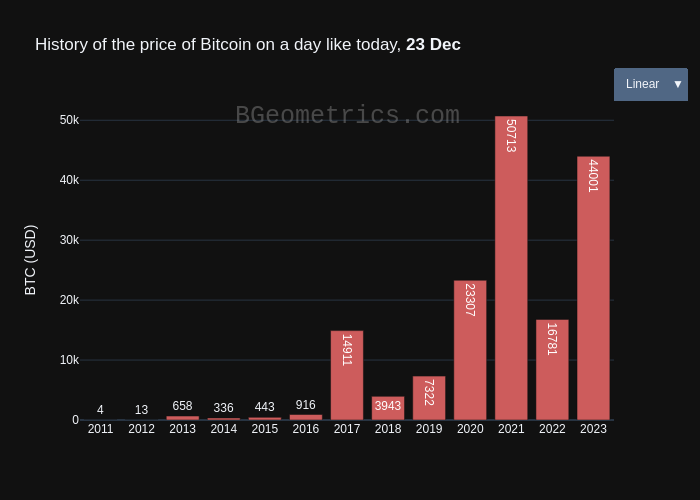 History of the price of Bitcoin on a day like today, 23 Dec
Linear ▼
BGeometrics.com
BTC (USD)
50k
40k
30k
20k
10k
0
4
13
658
336
443
916
14911
3943
7322
23307
50713
16781
44001
2011 2012 2013 2014 2015 2016 2017 2018 2019 2020 2021 2022 2023